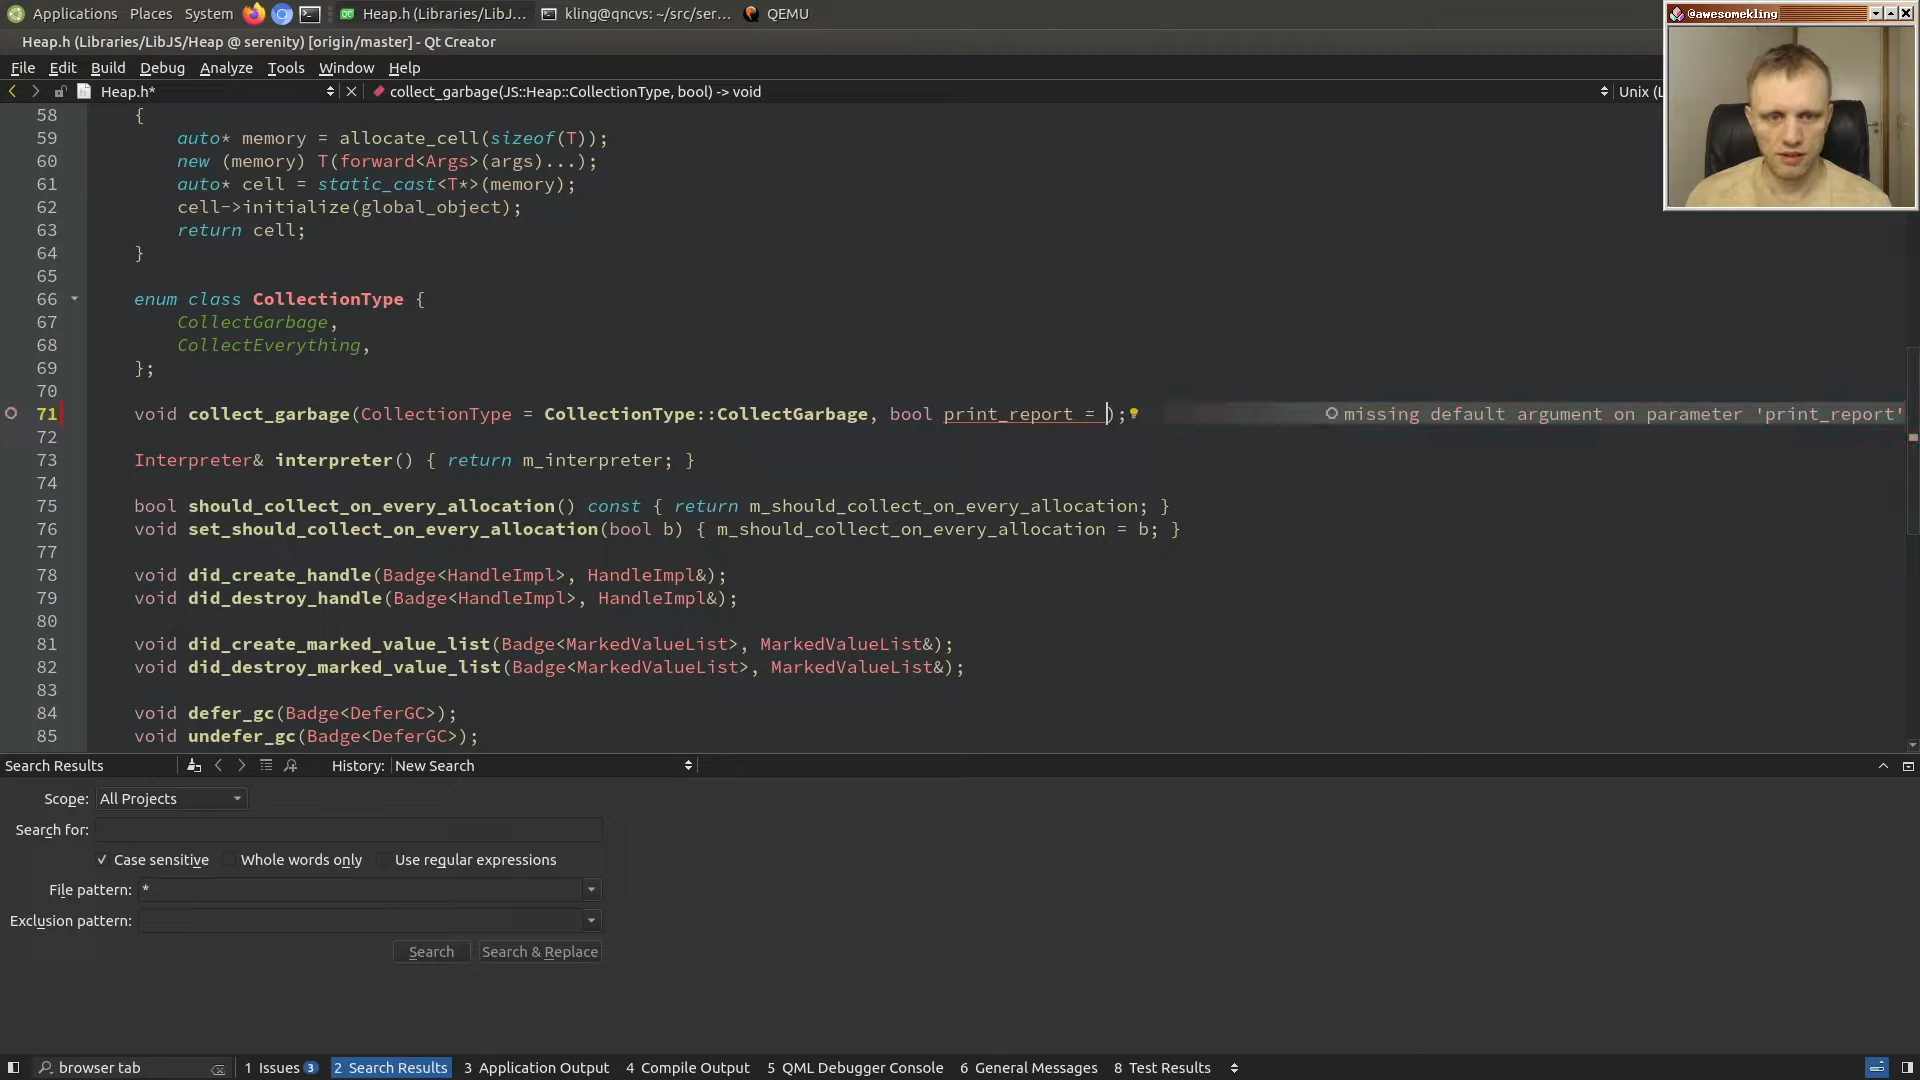 Applications Places System Heap.h (Libraries/LibJ... kling@qncvs: ~/src/ser... QEMU
@awesomekling
Heap.h (Libraries/LibJS/Heap @ serenity) [origin/master] - Qt Creator
File Edit Build Debug Analyze Tools Window Help
Heap.h* collect_garbage(JS::Heap::CollectionType, bool) -> void Unix (L
58 {
59 auto* memory = allocate_cell(sizeof(T));
60 new (memory) T(forward<Args>(args)...);
61 auto* cell = static_cast<T*>(memory);
62 cell->initialize(global_object);
63 return cell;
64 }
65
66 enum class CollectionType {
67 CollectGarbage,
68 CollectEverything,
69 };
70
71 void collect_garbage(CollectionType = CollectionType::CollectGarbage, bool print_report = ); missing default argument on parameter 'print_report'
72
73 Interpreter& interpreter() { return m_interpreter; }
74
75 bool should_collect_on_every_allocation() const { return m_should_collect_on_every_allocation; }
76 void set_should_collect_on_every_allocation(bool b) { m_should_collect_on_every_allocation = b; }
77
78 void did_create_handle(Badge<HandleImpl>, HandleImpl&);
79 void did_destroy_handle(Badge<HandleImpl>, HandleImpl&);
80
81 void did_create_marked_value_list(Badge<MarkedValueList>, MarkedValueList&);
82 void did_destroy_marked_value_list(Badge<MarkedValueList>, MarkedValueList&);
83
84 void defer_gc(Badge<DeferGC>);
85 void undefer_gc(Badge<DeferGC>);
Search Results History: New Search
Scope: All Projects
Search for:
Case sensitive Whole words only Use regular expressions
File pattern: *
Exclusion pattern:
Search Search & Replace
browser tab 1 Issues 3 2 Search Results 3 Application Output 4 Compile Output 5 QML Debugger Console 6 General Messages 8 Test Results